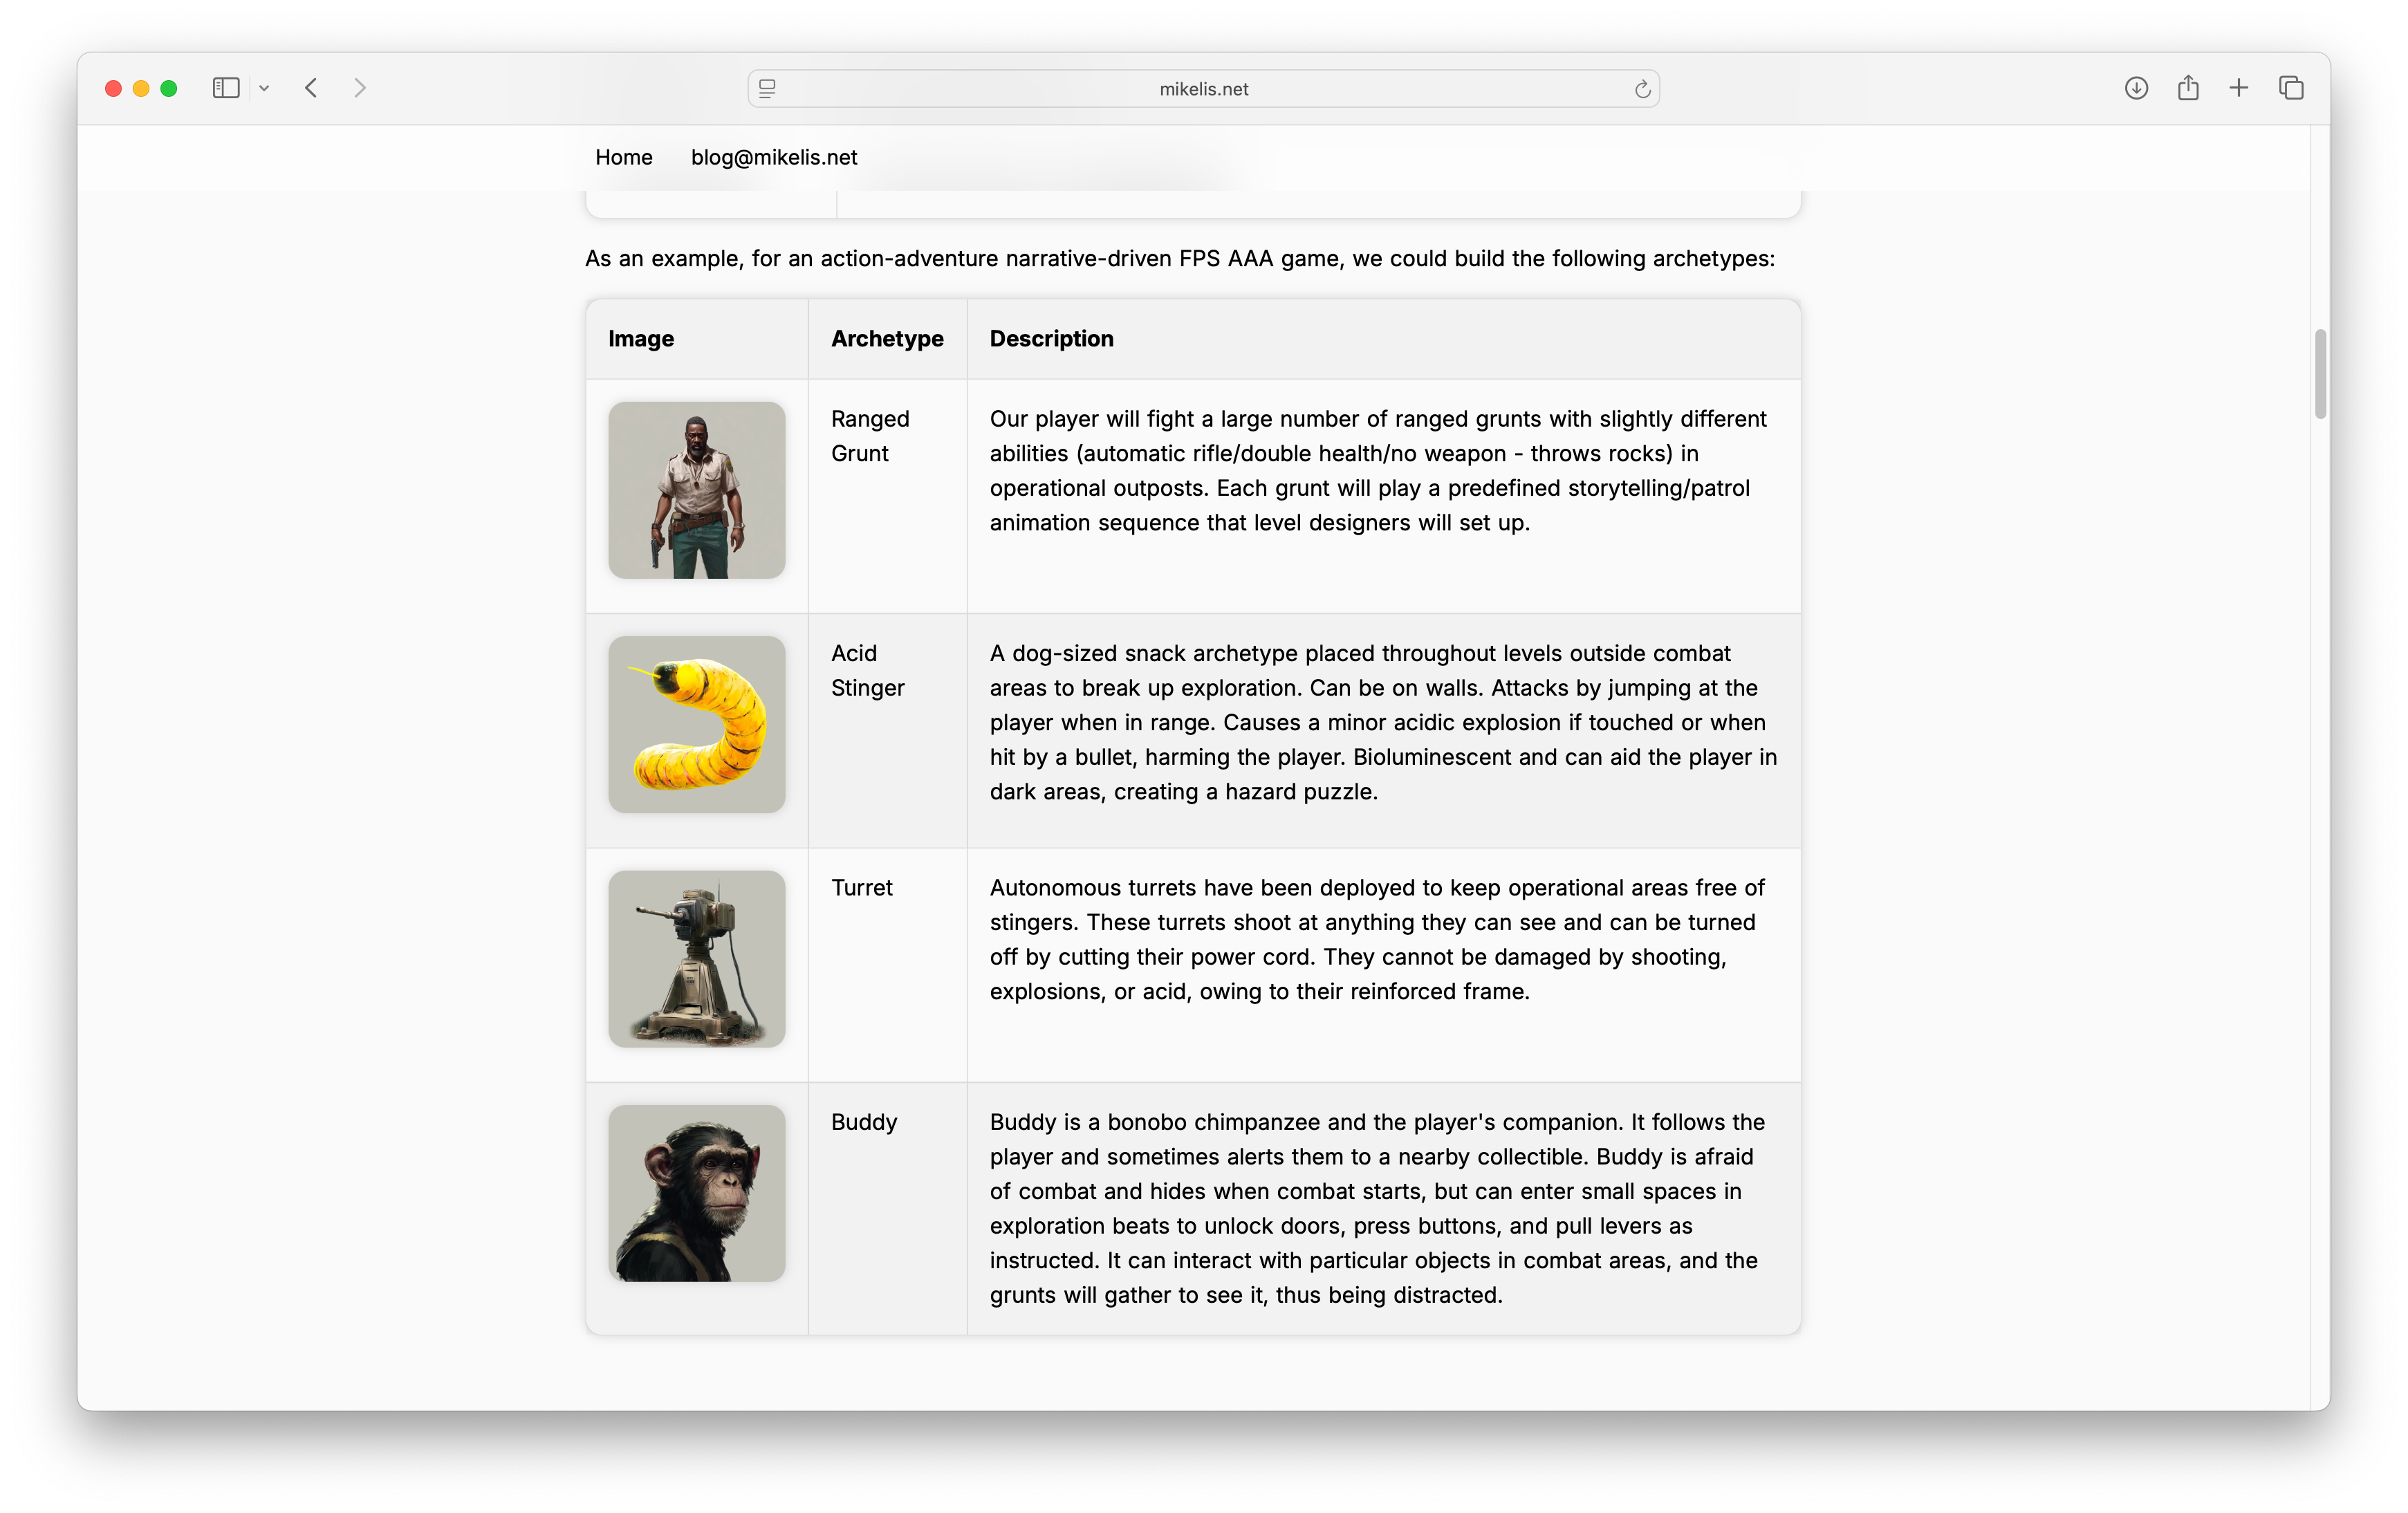 mikelis.net
Home blog@mikelis.net
As an example, for an action-adventure narrative-driven FPS AAA game, we could build the following archetypes:
Image Archetype Description
Ranged
Grunt
Our player will fight a large number of ranged grunts with slightly different
abilities (automatic rifle/double health/no weapon - throws rocks) in
operational outposts. Each grunt will play a predefined storytelling/patrol
animation sequence that level designers will set up.
Acid
Stinger
A dog-sized snack archetype placed throughout levels outside combat
areas to break up exploration. Can be on walls. Attacks by jumping at the
player when in range. Causes a minor acidic explosion if touched or when
hit by a bullet, harming the player. Bioluminescent and can aid the player in
dark areas, creating a hazard puzzle.
Turret
Autonomous turrets have been deployed to keep operational areas free of
stingers. These turrets shoot at anything they can see and can be turned
off by cutting their power cord. They cannot be damaged by shooting,
explosions, or acid, owing to their reinforced frame.
Buddy
Buddy is a bonobo chimpanzee and the player's companion. It follows the
player and sometimes alerts them to a nearby collectible. Buddy is afraid
of combat and hides when combat starts, but can enter small spaces in
exploration beats to unlock doors, press buttons, and pull levers as
instructed. It can interact with particular objects in combat areas, and the
grunts will gather to see it, thus being distracted.